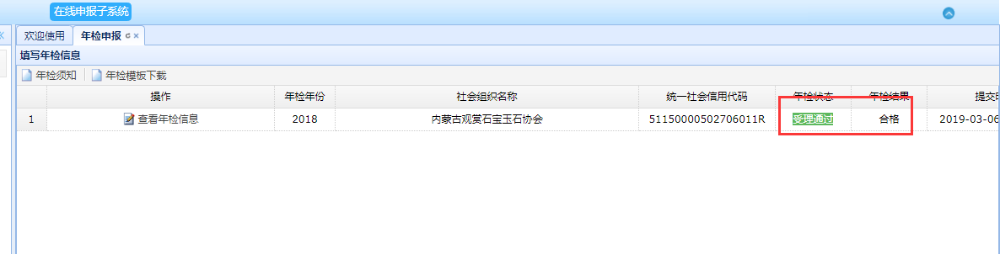 在线申报子系统
欢迎使用 年检申报
填写年检信息
年检须知 年检模板下载
操作 年检年份 社会组织名称 统一社会信用代码 年检状态 年检结果
1 查看年检信息 2018 内蒙古观赏石宝玉石协会 51150000502706011R 受理通过 合格 2019-03-06